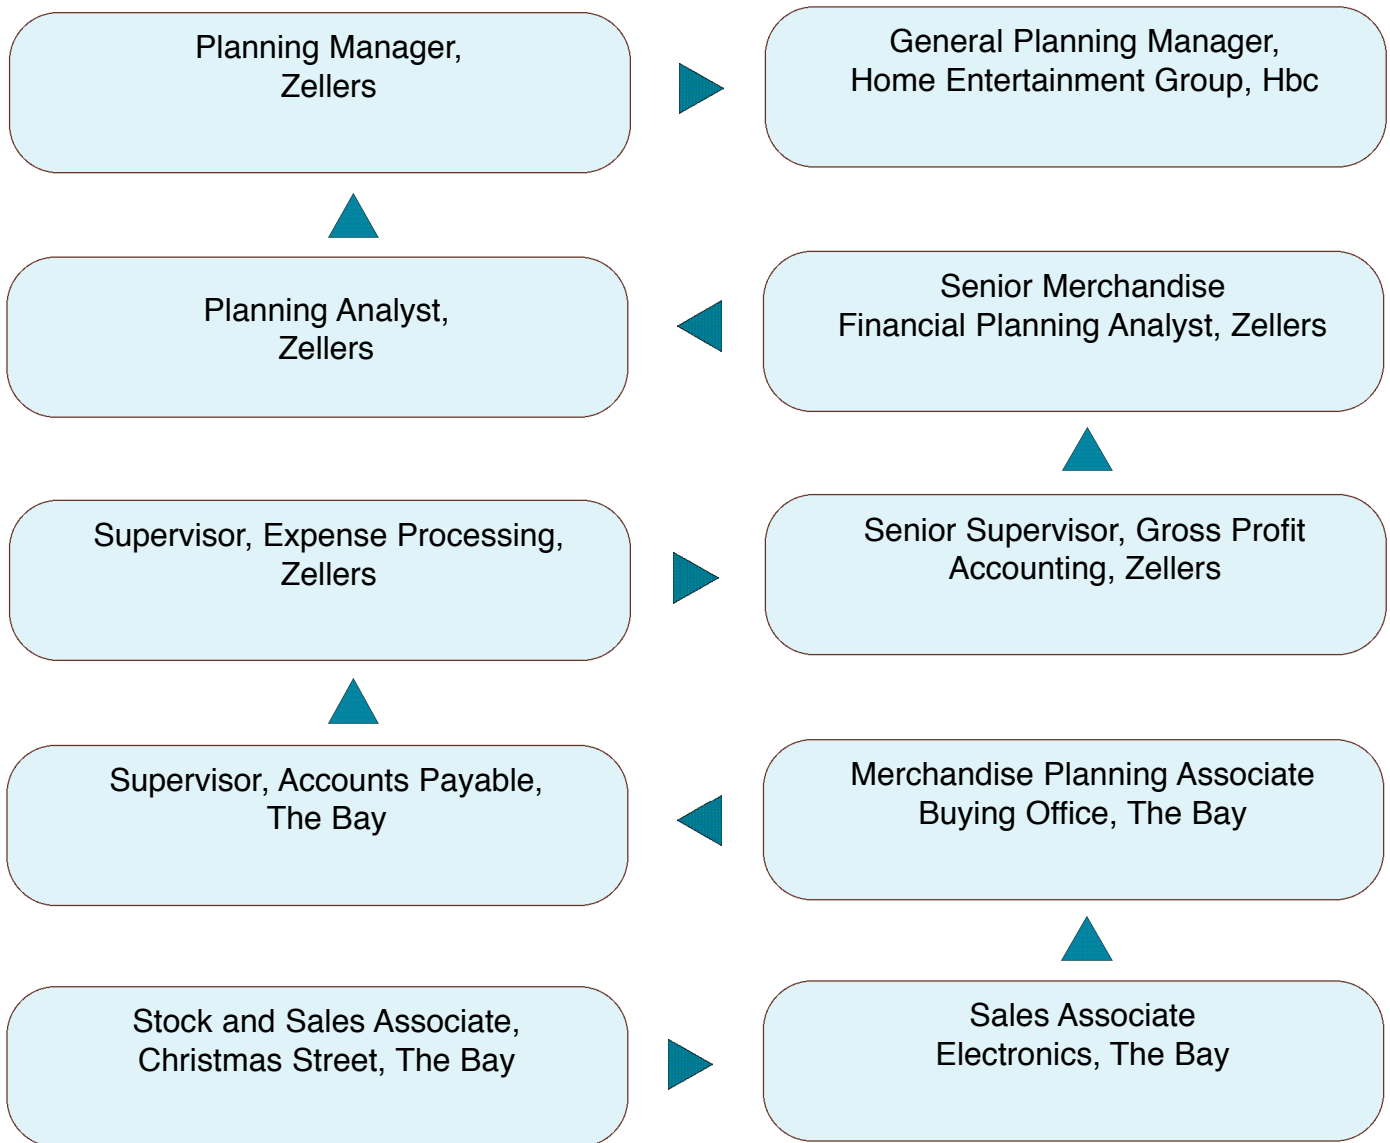 Planning Manager,
Zellers
General Planning Manager,
Home Entertainment Group, Hbc
Planning Analyst,
Zellers
Senior Merchandise
Financial Planning Analyst, Zellers
Supervisor, Expense Processing,
Zellers
Senior Supervisor, Gross Profit
Accounting, Zellers
Supervisor, Accounts Payable,
The Bay
Merchandise Planning Associate
Buying Office, The Bay
Stock and Sales Associate,
Christmas Street, The Bay
Sales Associate
Electronics, The Bay